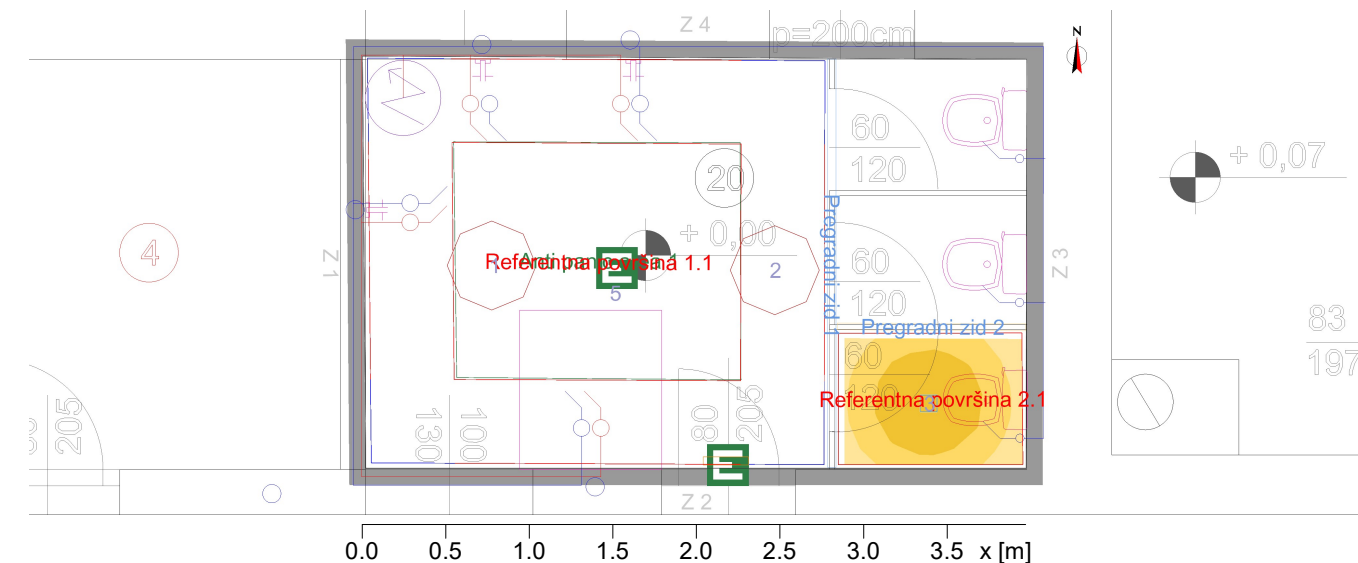 Z 4
p=200cm
z
60
120
+ 0,07
20
4
Z 1
+ 0,00
Pregradni zid 1
60
120
Z 3
Referentna površina 1.1
1
2
5
83
197
Pregradni zid 2
60
120
Referentna površina 2.1
3
205
130
100
80
205
E
E
Z 2
0.0 0.5 1.0 1.5 2.0 2.5 3.0 3.5 x [m]